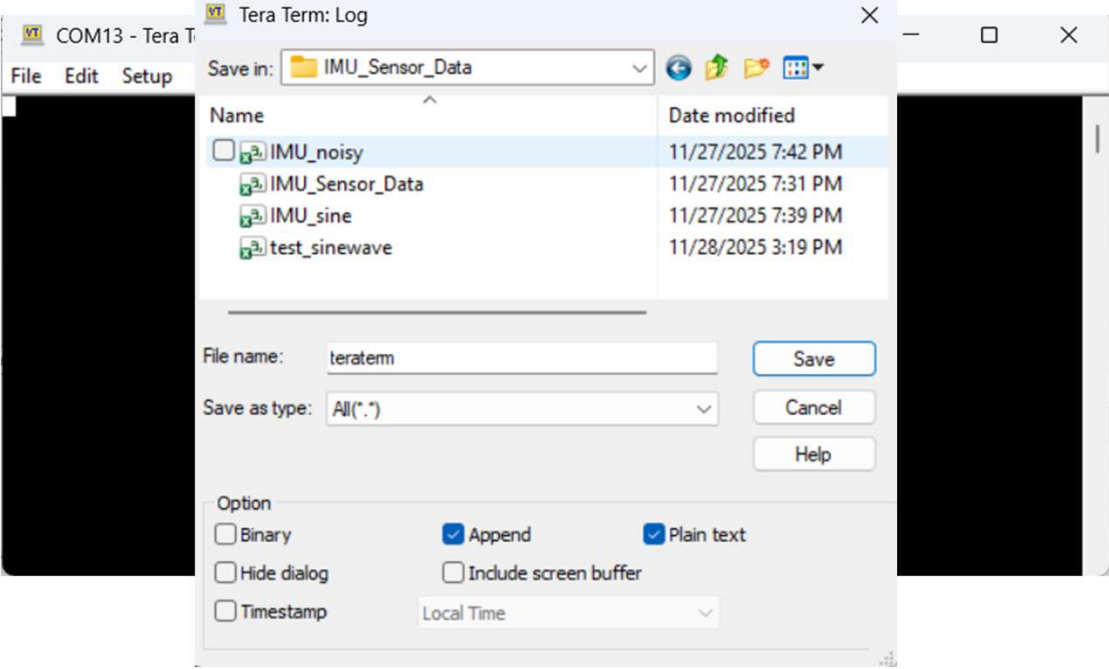 Tera Term: Log
COM13 - Tera T
File Edit Setup
Save in: IMU_Sensor_Data
Name Date modified
IMU_noisy 11/27/2025 7:42 PM
IMU_Sensor_Data 11/27/2025 7:31 PM
IMU_sine 11/27/2025 7:39 PM
test_sinewave 11/28/2025 3:19 PM
File name: teraterm Save
Save as type: All(*.*) Cancel
Help
Option
Binary Append Plain text
Hide dialog Include screen buffer
Timestamp Local Time